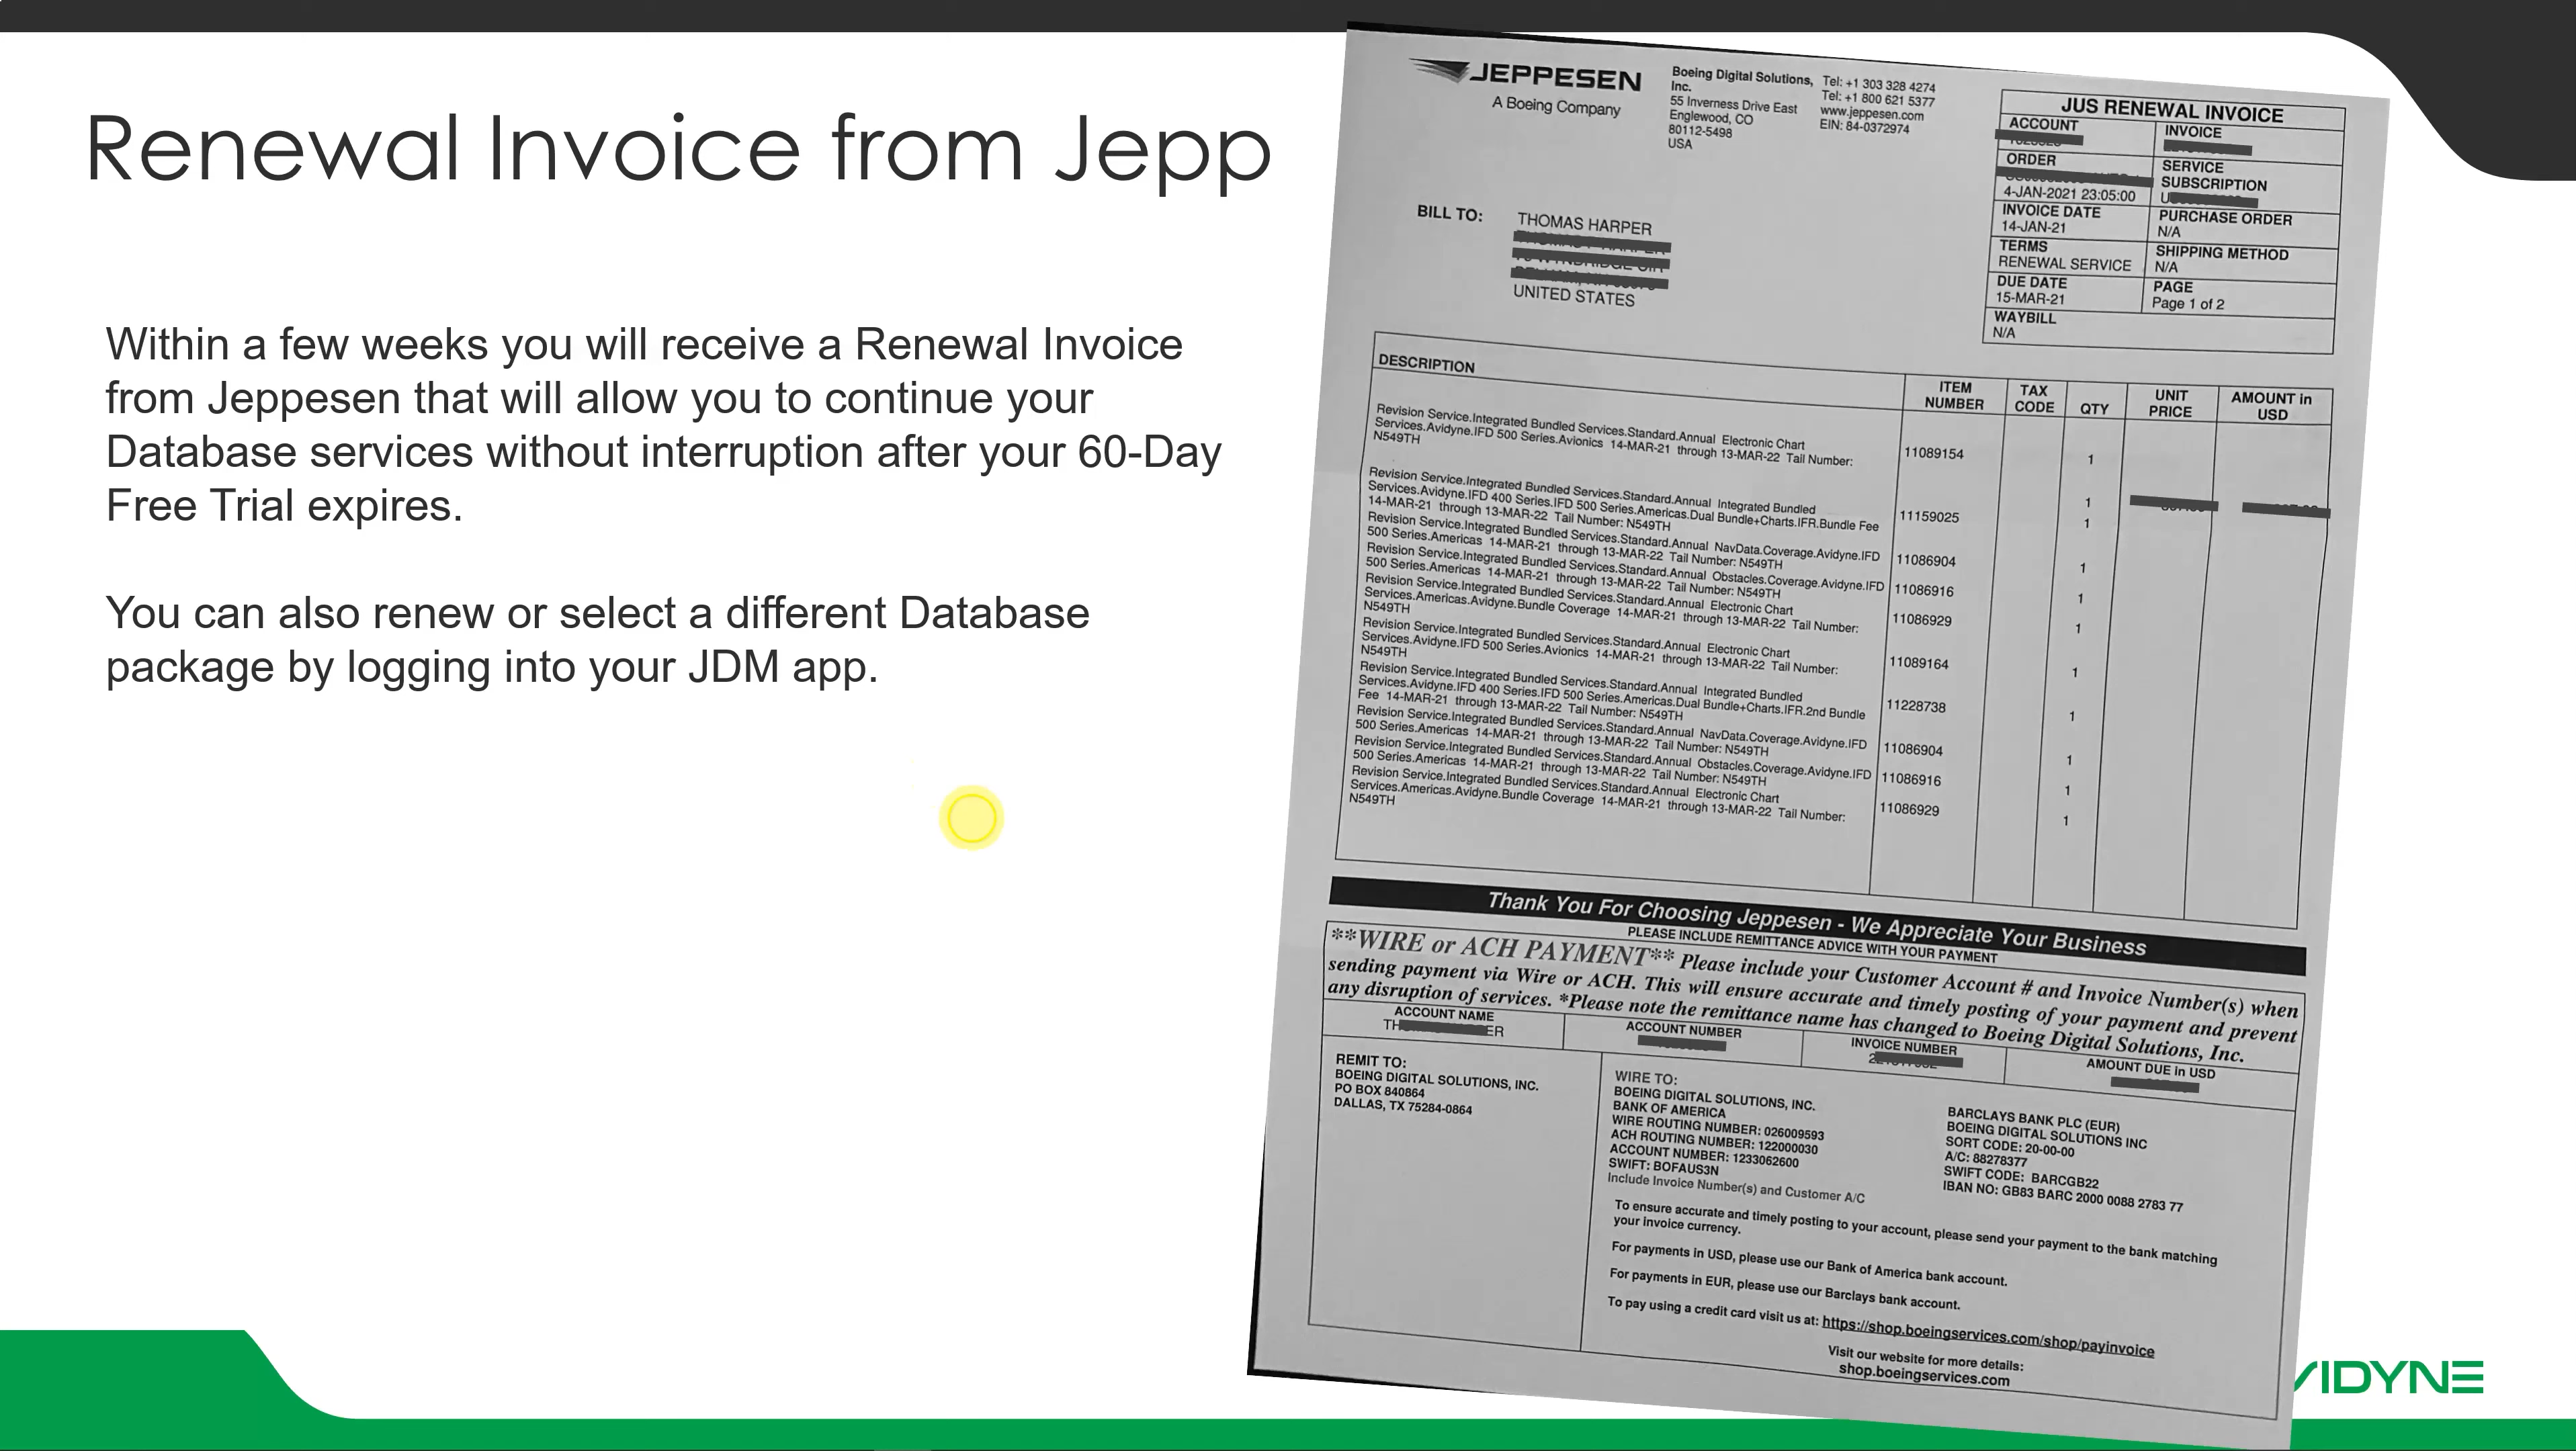 Renewal Invoice from Jepp
Within a few weeks you will receive a Renewal Invoice
from Jeppesen that will allow you to continue your
Database services without interruption after your 60-Day
Free Trial expires.
You can also renew or select a different Database
package by logging into your JDM app.
JEPPESEN
A Boeing Company
Boeing Digital Solutions,
Inc.
55 Inverness Drive East
Englewood, CO
80112-5498
USA
Tel: +1 303 328 4274
Tel: +1 800 621 5377
www.jeppesen.com
EIN: 84-0372974
JUS RENEWAL INVOICE
ACCOUNT
INVOICE
ORDER
4-JAN-2021 23:05:00
SERVICE
SUBSCRIPTION
INVOICE DATE
14-JAN-21
PURCHASE ORDER
N/A
TERMS
RENEWAL SERVICE
SHIPPING METHOD
N/A
DUE DATE
15-MAR-21
PAGE
Page 1 of 2
WAYBILL
N/A
BILL TO:
THOMAS HARPER
UNITED STATES
DESCRIPTION
ITEM
NUMBER
TAX
CODE
QTY
UNIT
PRICE
AMOUNT in
USD
Revision Service.Integrated Bundled Services.Standard.Annual Electronic Chart
Services.Avidyne.IFD 500 Series.Avionics 14-MAR-21 through 13-MAR-22 Tail Number:
N549TH
11089154
1
Revision Service.Integrated Bundled Services.Standard.Annual Integrated Bundled
Services.Avidyne.IFD 400 Series.IFD 500 Series.Americas.Dual Bundle+Charts.IFR.Bundle Fee
14-MAR-21 through 13-MAR-22 Tail Number: N549TH
11159025
1
Revision Service.Integrated Bundled Services.Standard.Annual NavData.Coverage.Avidyne.IFD
500 Series.Americas 14-MAR-21 through 13-MAR-22 Tail Number: N549TH
11086904
1
Revision Service.Integrated Bundled Services.Standard.Annual Obstacles.Coverage.Avidyne.IFD
500 Series.Americas 14-MAR-21 through 13-MAR-22 Tail Number: N549TH
11086916
1
Revision Service.Integrated Bundled Services.Standard.Annual Electronic Chart
Services.Americas.Avidyne.Bundle Coverage 14-MAR-21 through 13-MAR-22 Tail Number:
N549TH
11086929
1
Revision Service.Integrated Bundled Services.Standard.Annual Electronic Chart
Services.Avidyne.IFD 500 Series.Avionics 14-MAR-21 through 13-MAR-22 Tail Number:
N549TH
11089164
1
Revision Service.Integrated Bundled Services.Standard.Annual Integrated Bundled
Services.Avidyne.IFD 400 Series.IFD 500 Series.Americas.Dual Bundle+Charts.IFR.2nd Bundle
Fee 14-MAR-21 through 13-MAR-22 Tail Number: N549TH
11228738
1
Revision Service.Integrated Bundled Services.Standard.Annual NavData.Coverage.Avidyne.IFD
500 Series.Americas 14-MAR-21 through 13-MAR-22 Tail Number: N549TH
11086904
1
Revision Service.Integrated Bundled Services.Standard.Annual Obstacles.Coverage.Avidyne.IFD
500 Series.Americas 14-MAR-21 through 13-MAR-22 Tail Number: N549TH
11086916
1
Revision Service.Integrated Bundled Services.Standard.Annual Electronic Chart
Services.Americas.Avidyne.Bundle Coverage 14-MAR-21 through 13-MAR-22 Tail Number:
N549TH
11086929
1
Thank You For Choosing Jeppesen - We Appreciate Your Business
PLEASE INCLUDE REMITTANCE ADVICE WITH YOUR PAYMENT
**WIRE or ACH PAYMENT** Please include your Customer Account # and Invoice Number(s) when
sending payment via Wire or ACH. This will ensure accurate and timely posting of your payment and prevent
any disruption of services. *Please note the remittance name has changed to Boeing Digital Solutions, Inc.
ACCOUNT NAME
ACCOUNT NUMBER
INVOICE NUMBER
AMOUNT DUE in USD
REMIT TO:
BOEING DIGITAL SOLUTIONS, INC.
PO BOX 840864
DALLAS, TX 75284-0864
WIRE TO:
BOEING DIGITAL SOLUTIONS, INC.
BANK OF AMERICA
WIRE ROUTING NUMBER: 026009593
ACH ROUTING NUMBER: 122000030
ACCOUNT NUMBER: 1233062600
SWIFT: BOFAUS3N
Include Invoice Number(s) and Customer A/C
BARCLAYS BANK PLC (EUR)
BOEING DIGITAL SOLUTIONS INC
SORT CODE: 20-00-00
A/C: 88278377
SWIFT CODE: BARCGB22
IBAN NO: GB83 BARC 2000 0088 2783 77
To ensure accurate and timely posting to your account, please send your payment to the bank matching
your invoice currency.
For payments in USD, please use our Bank of America bank account.
For payments in EUR, please use our Barclays bank account.
To pay using a credit card visit us at: https://shop.boeingservices.com/shop/payinvoice
Visit our website for more details:
shop.boeingservices.com
VIDYNE